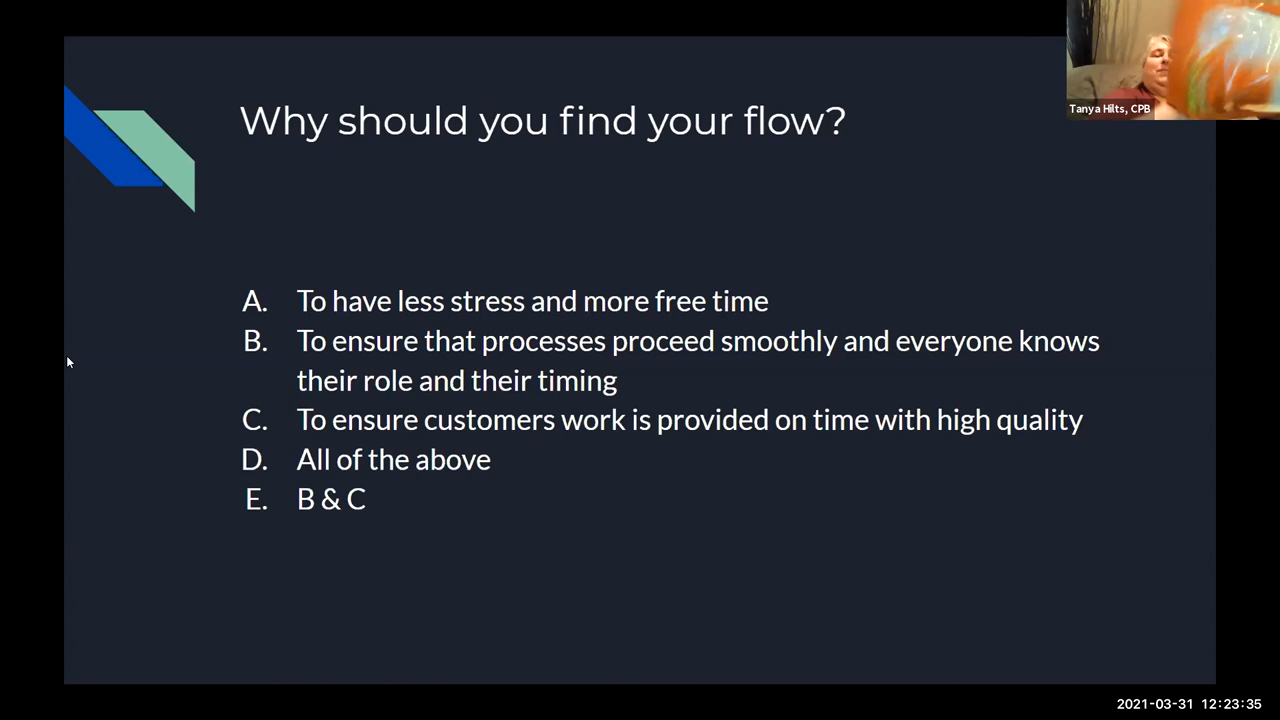 Tanya Hilts, CPB
Why should you find your flow?
A. To have less stress and more free time
B. To ensure that processes proceed smoothly and everyone knows
their role and their timing
C. To ensure customers work is provided on time with high quality
D. All of the above
E. B & C
2021-03-31 12:23:35